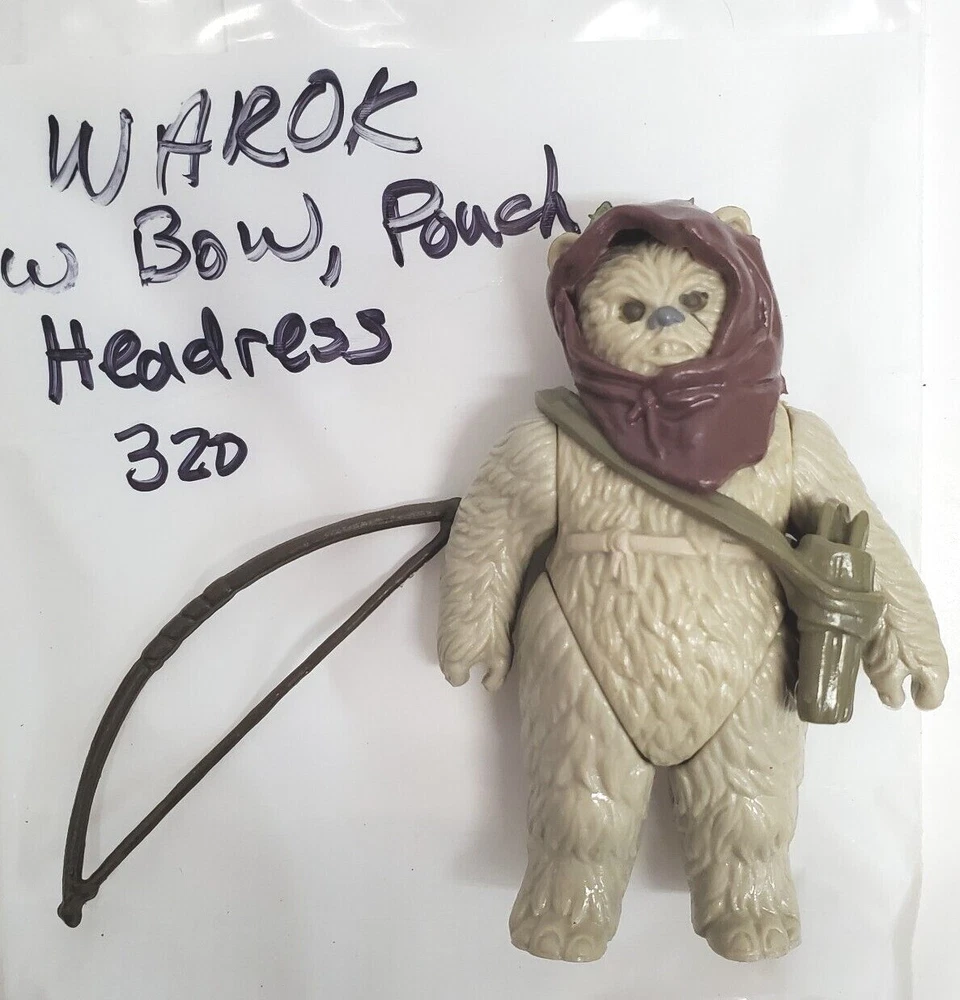 WAROK
w Bow, Pouch
Headress
320